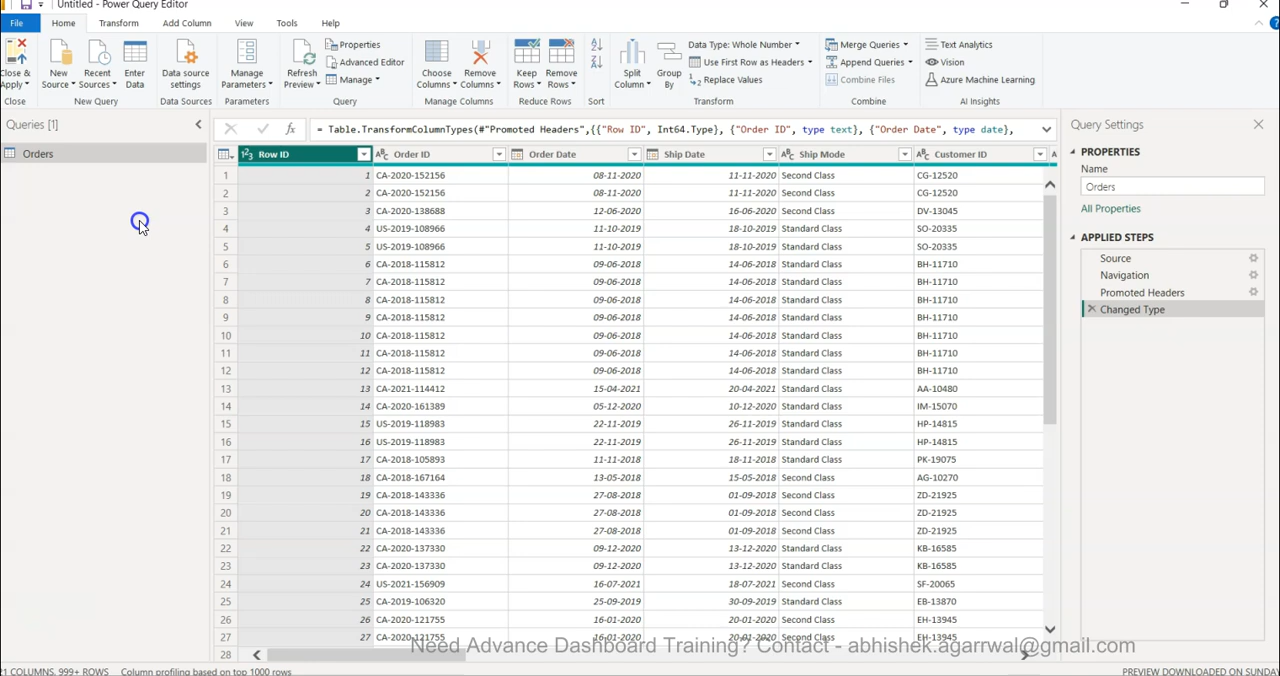 Untitled - Power Query Editor
File Home Transform Add Column View Tools Help
Close & Apply
New Source
Recent Sources
Enter Data
Data source settings
Manage Parameters
Refresh Preview
Properties
Advanced Editor
Manage
Choose Columns
Remove Columns
Keep Rows
Remove Rows
Split Column
Group By
Data Type: Whole Number
Use First Row as Headers
Replace Values
Merge Queries
Append Queries
Combine Files
Text Analytics
Vision
Azure Machine Learning
Close New Query Data Sources Parameters Query Manage Columns Reduce Rows Sort Transform Combine AI Insights
Queries [1]
Orders
fx = Table.TransformColumnTypes(#"Promoted Headers",{{"Row ID", Int64.Type}, {"Order ID", type text}, {"Order Date", type date},
Row ID Order ID Order Date Ship Date Ship Mode Customer ID
1 1 CA-2020-152156 08-11-2020 11-11-2020 Second Class CG-12520
2 2 CA-2020-152156 08-11-2020 11-11-2020 Second Class CG-12520
3 3 CA-2020-138688 12-06-2020 16-06-2020 Second Class DV-13045
4 4 US-2019-108966 11-10-2019 18-10-2019 Standard Class SO-20335
5 5 US-2019-108966 11-10-2019 18-10-2019 Standard Class SO-20335
6 6 CA-2018-115812 09-06-2018 14-06-2018 Standard Class BH-11710
7 7 CA-2018-115812 09-06-2018 14-06-2018 Standard Class BH-11710
8 8 CA-2018-115812 09-06-2018 14-06-2018 Standard Class BH-11710
9 9 CA-2018-115812 09-06-2018 14-06-2018 Standard Class BH-11710
10 10 CA-2018-115812 09-06-2018 14-06-2018 Standard Class BH-11710
11 11 CA-2018-115812 09-06-2018 14-06-2018 Standard Class BH-11710
12 12 CA-2018-115812 09-06-2018 14-06-2018 Standard Class BH-11710
13 13 CA-2021-114412 15-04-2021 20-04-2021 Standard Class AA-10480
14 14 CA-2020-161389 05-12-2020 10-12-2020 Standard Class IM-15070
15 15 US-2019-118983 22-11-2019 26-11-2019 Standard Class HP-14815
16 16 US-2019-118983 22-11-2019 26-11-2019 Standard Class HP-14815
17 17 CA-2018-105893 11-11-2018 18-11-2018 Standard Class PK-19075
18 18 CA-2018-167164 13-05-2018 15-05-2018 Second Class AG-10270
19 19 CA-2018-143336 27-08-2018 01-09-2018 Second Class ZD-21925
20 20 CA-2018-143336 27-08-2018 01-09-2018 Second Class ZD-21925
21 21 CA-2018-143336 27-08-2018 01-09-2018 Second Class ZD-21925
22 22 CA-2020-137330 09-12-2020 13-12-2020 Standard Class KB-16585
23 23 CA-2020-137330 09-12-2020 13-12-2020 Standard Class KB-16585
24 24 US-2021-156909 16-07-2021 18-07-2021 Second Class SF-20065
25 25 CA-2019-106320 25-09-2019 30-09-2019 Standard Class EB-13870
26 26 CA-2020-121755 16-01-2020 20-01-2020 Second Class EH-13945
27 27 CA-2020-121755 16-01-2020 20-01-2020 Second Class EH-13945
28
Need Advance Dashboard Training? Contact - abhishek.agarrwal@gmail.com
Query Settings
PROPERTIES
Name
Orders
All Properties
APPLIED STEPS
Source
Navigation
Promoted Headers
Changed Type
21 COLUMNS, 999+ ROWS Column profiling based on top 1000 rows PREVIEW DOWNLOADED ON SUNDAY